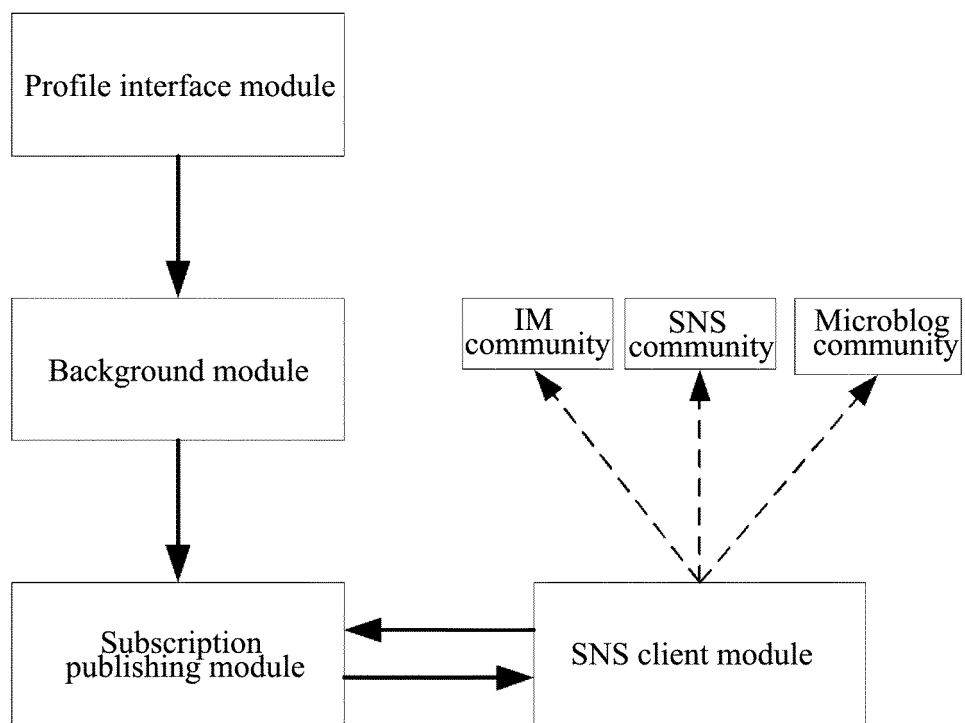 Profile interface module
Background module
IM
community
SNS
community
Microblog
community
Subscription
publishing module
SNS client module